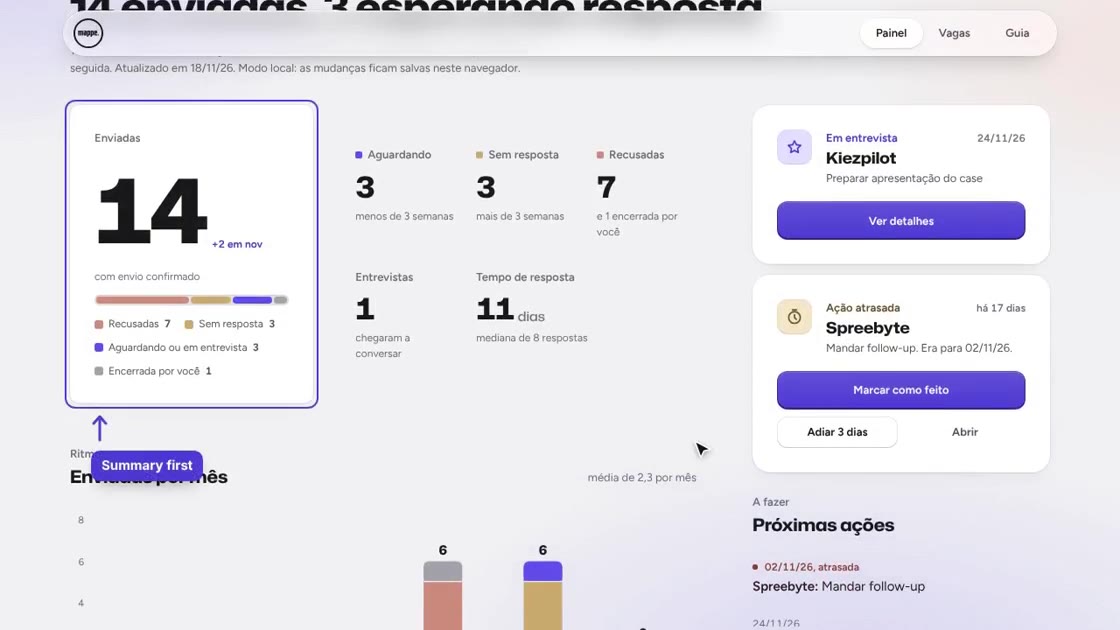 14 enviadas, 3 esperando resposta
mappe.
Painel
Vagas
Guia
seguida. Atualizado em 18/11/26. Modo local: as mudanças ficam salvas neste navegador.
Enviadas
14
+2 em nov
com envio confirmado
Recusadas 7
Sem resposta 3
Aguardando ou em entrevista 3
Encerrada por você 1
Aguardando
3
menos de 3 semanas
Sem resposta
3
mais de 3 semanas
Recusadas
7
e 1 encerrada por
você
Entrevistas
1
chegaram a
conversar
Tempo de resposta
11 dias
mediana de 8 respostas
Em entrevista
24/11/26
Kiezpilot
Preparar apresentação do case
Ver detalhes
Ação atrasada
há 17 dias
Spreebyte
Mandar follow-up. Era para 02/11/26.
Marcar como feito
Adiar 3 dias
Abrir
Summary first
média de 2,3 por mês
8
6
4
6
6
A fazer
Próximas ações
02/11/26, atrasada
Spreebyte: Mandar follow-up
24/11/26